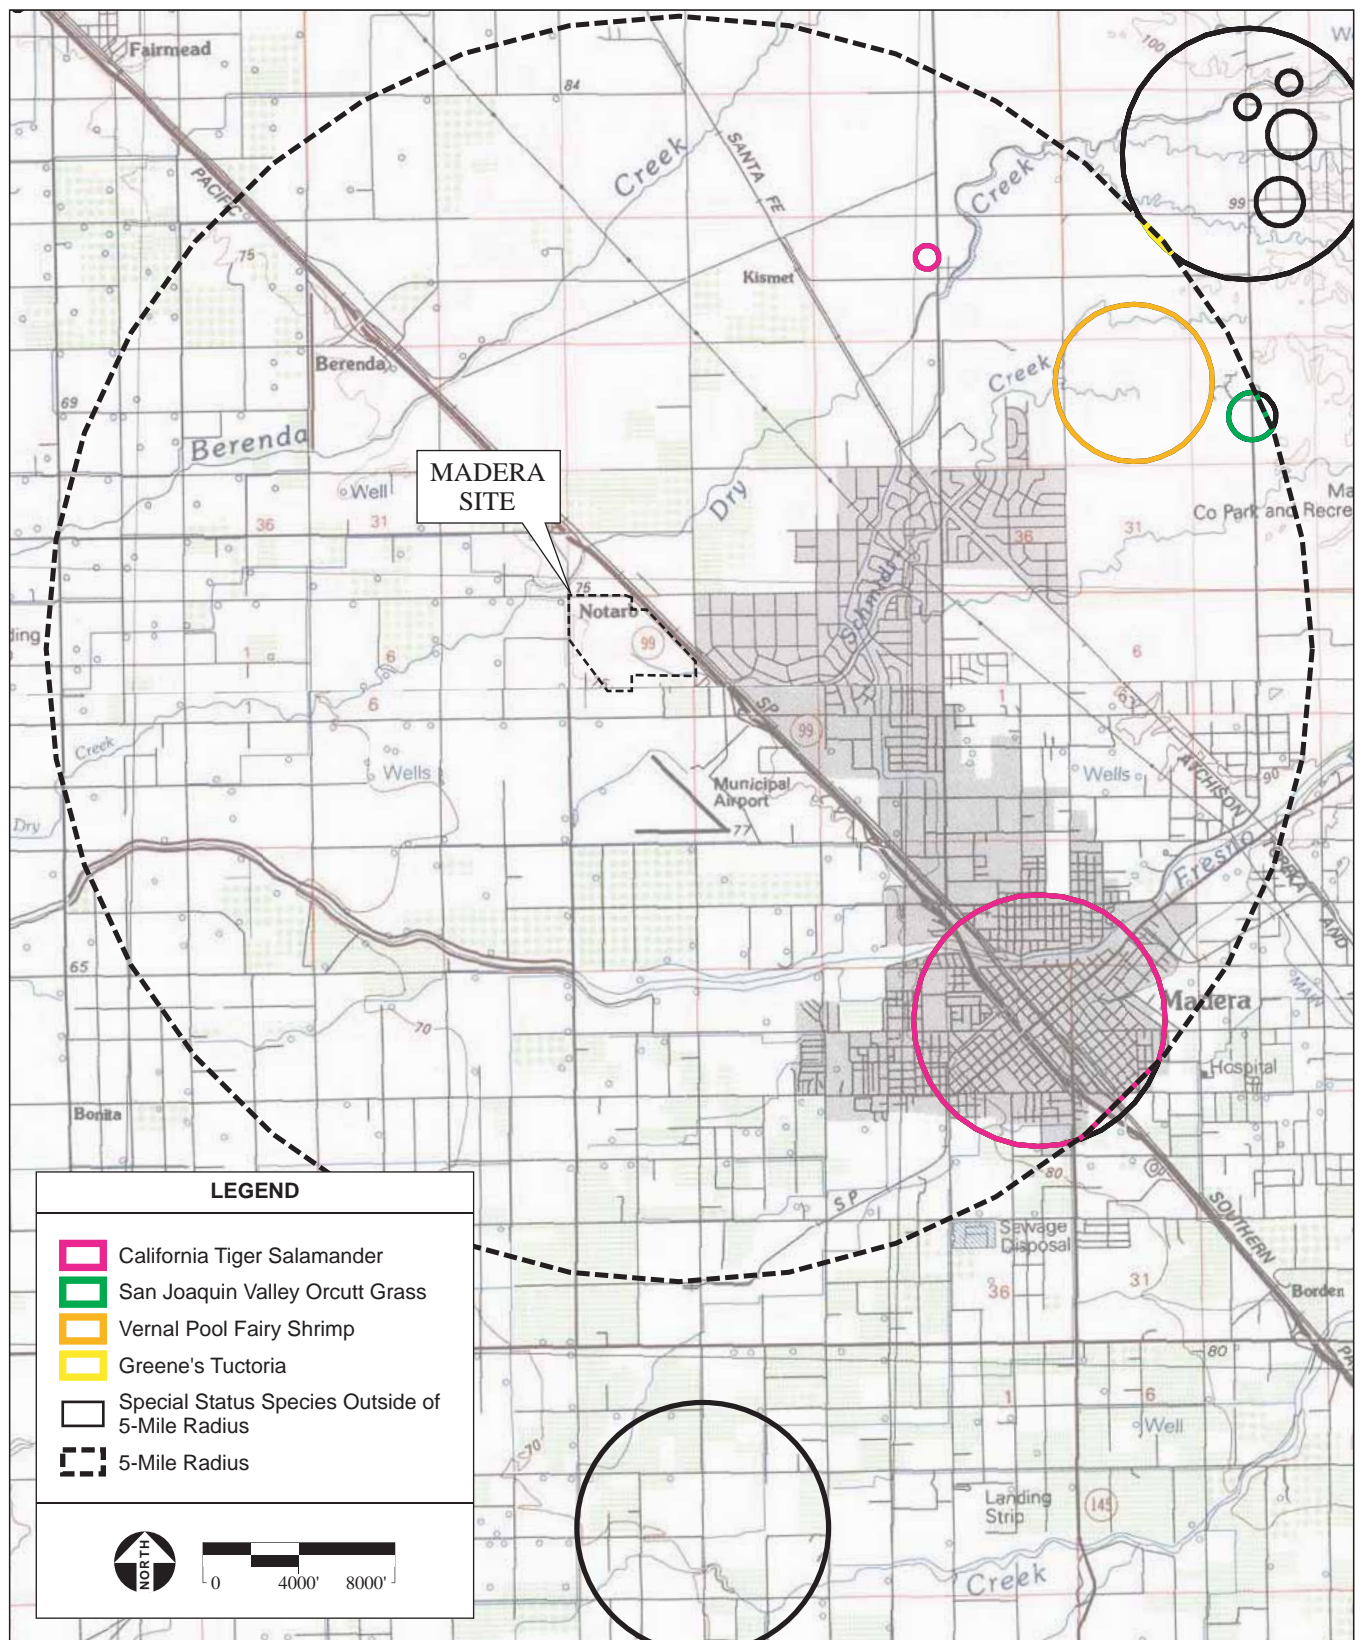 Fairmead
100
84
Creek
SANTA FE
PACIFIC
Creek
99
75
Kismet
Berenda
Creek
69
Berenda
MADERA
SITE
Well
Dry
36
31
36
31
Co Park and Recre
75
Notarb
Schmidt
99
1
6
6
1
6
1
SP
99
Creek
Wells
Wells
ATCHISON
90
Municipal
Airport
77
Dry
Fresno
AND
65
Madera
MAIN
70
Hospital
Bonita
80
SP
SOUTHERN
Sewage
Disposal
36
31
Borden
80
1
6
Well
70
Landing
Strip
145
Creek
LEGEND
California Tiger Salamander
San Joaquin Valley Orcutt Grass
Vernal Pool Fairy Shrimp
Greene's Tuctoria
Special Status Species Outside of
5-Mile Radius
5-Mile Radius
NORTH
0 4000' 8000'